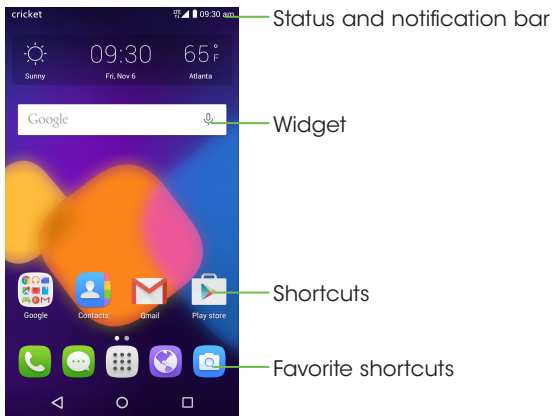 cricket LTE 09:30 am
Status and notification bar
09:30 65°F
Sunny Fri, Nov 6 Atlanta
Google
Widget
Shortcuts
Google Contacts Gmail Play store
Favorite shortcuts